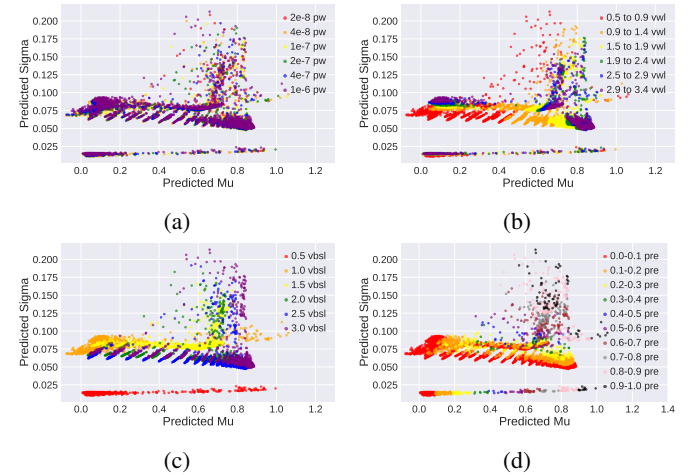 0.200
0.175
0.150
0.125
0.100
0.075
0.050
0.025
Predicted Sigma
2e-8 pw
4e-8 pw
1e-7 pw
2e-7 pw
4e-7 pw
1e-6 pw
0.0 0.2 0.4 0.6 0.8 1.0 1.2
Predicted Mu
(a)
0.200
0.175
0.150
0.125
0.100
0.075
0.050
0.025
Predicted Sigma
0.5 to 0.9 vwl
0.9 to 1.4 vwl
1.5 to 1.9 vwl
1.9 to 2.4 vwl
2.5 to 2.9 vwl
2.9 to 3.4 vwl
0.0 0.2 0.4 0.6 0.8 1.0 1.2
Predicted Mu
(b)
0.200
0.175
0.150
0.125
0.100
0.075
0.050
0.025
Predicted Sigma
0.5 vbsl
1.0 vbsl
1.5 vbsl
2.0 vbsl
2.5 vbsl
3.0 vbsl
0.0 0.2 0.4 0.6 0.8 1.0 1.2
Predicted Mu
(c)
0.200
0.175
0.150
0.125
0.100
0.075
0.050
0.025
Predicted Sigma
0.0-0.1 pre
0.1-0.2 pre
0.2-0.3 pre
0.3-0.4 pre
0.4-0.5 pre
0.5-0.6 pre
0.6-0.7 pre
0.7-0.8 pre
0.8-0.9 pre
0.9-1.0 pre
0.0 0.2 0.4 0.6 0.8 1.0 1.2 1.4
Predicted Mu
(d)